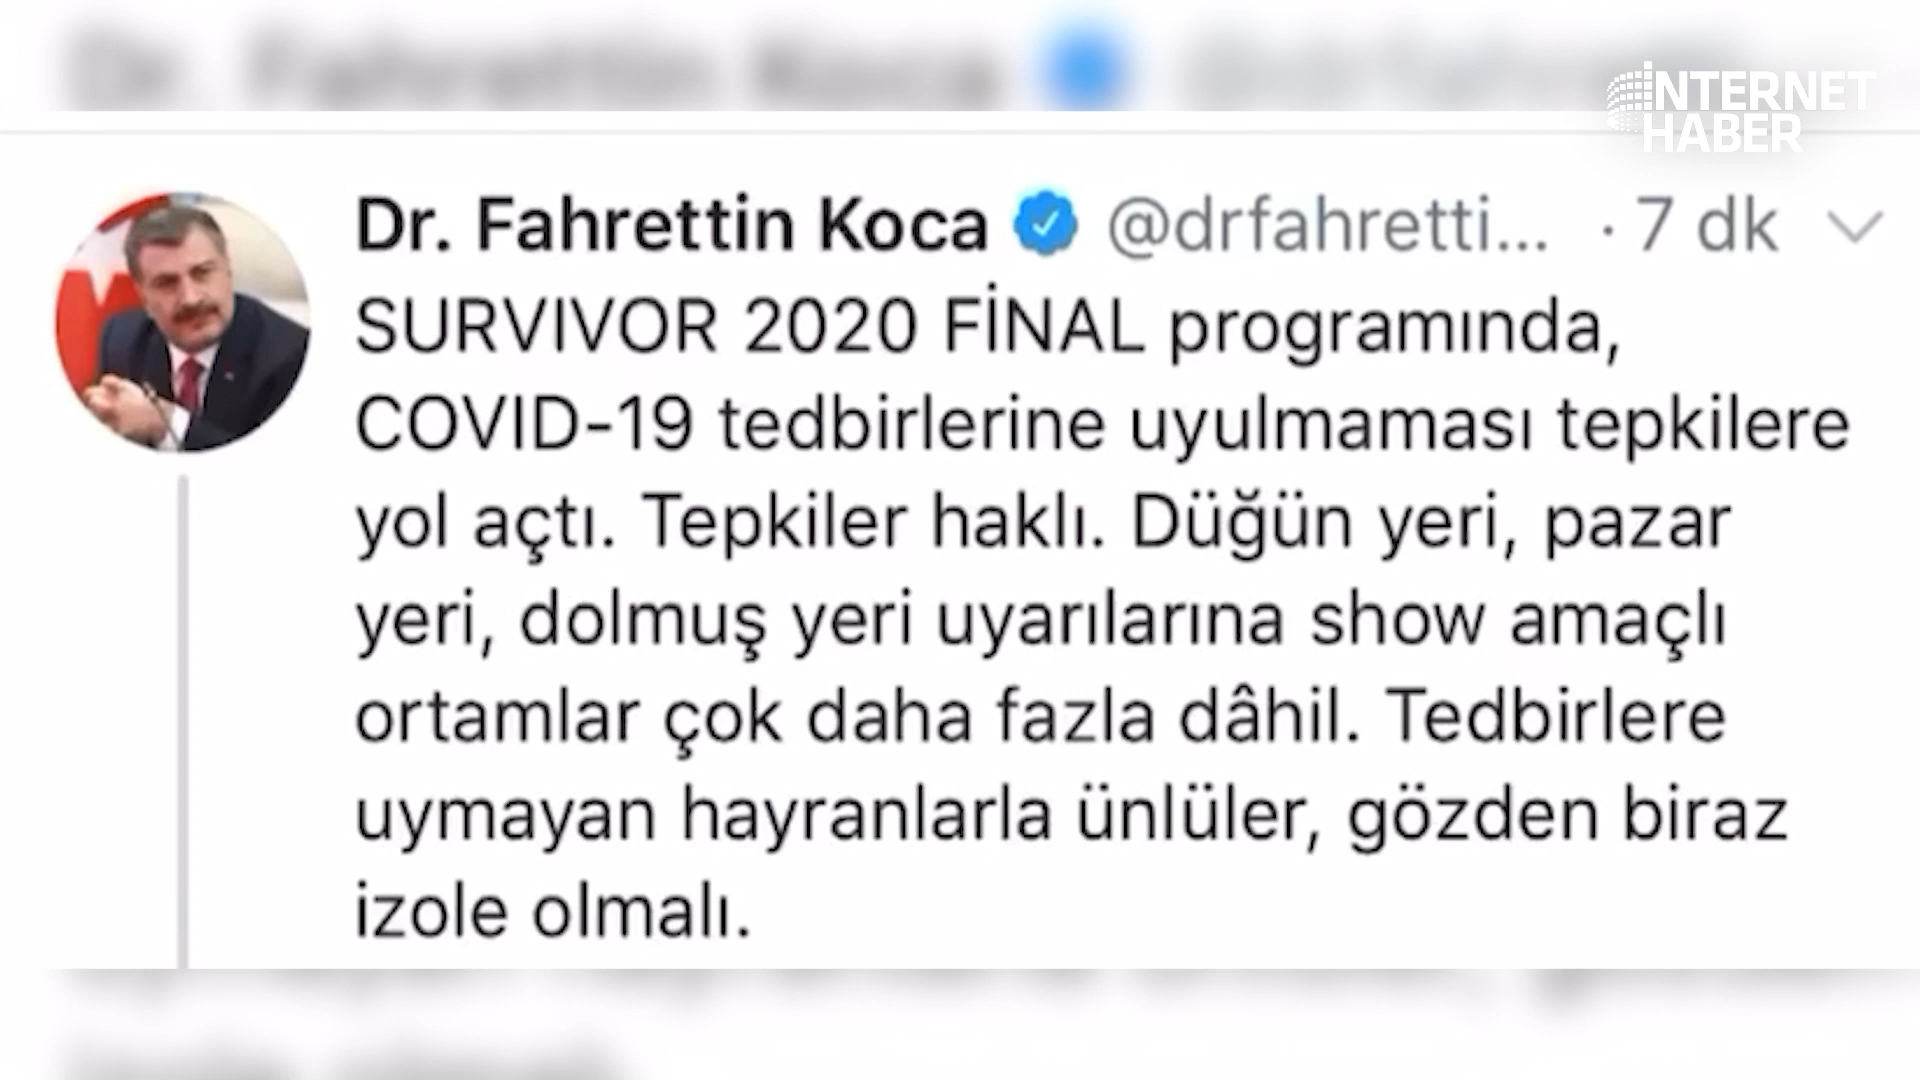 İNTERNET
HABER
Dr. Fahrettin Koca @drfahretti... · 7 dk
SURVIVOR 2020 FİNAL programında,
COVID-19 tedbirlerine uyulmaması tepkilere
yol açtı. Tepkiler haklı. Düğün yeri, pazar
yeri, dolmuş yeri uyarılarına show amaçlı
ortamlar çok daha fazla dâhil. Tedbirlere
uymayan hayranlarla ünlüler, gözden biraz
izole olmalı.